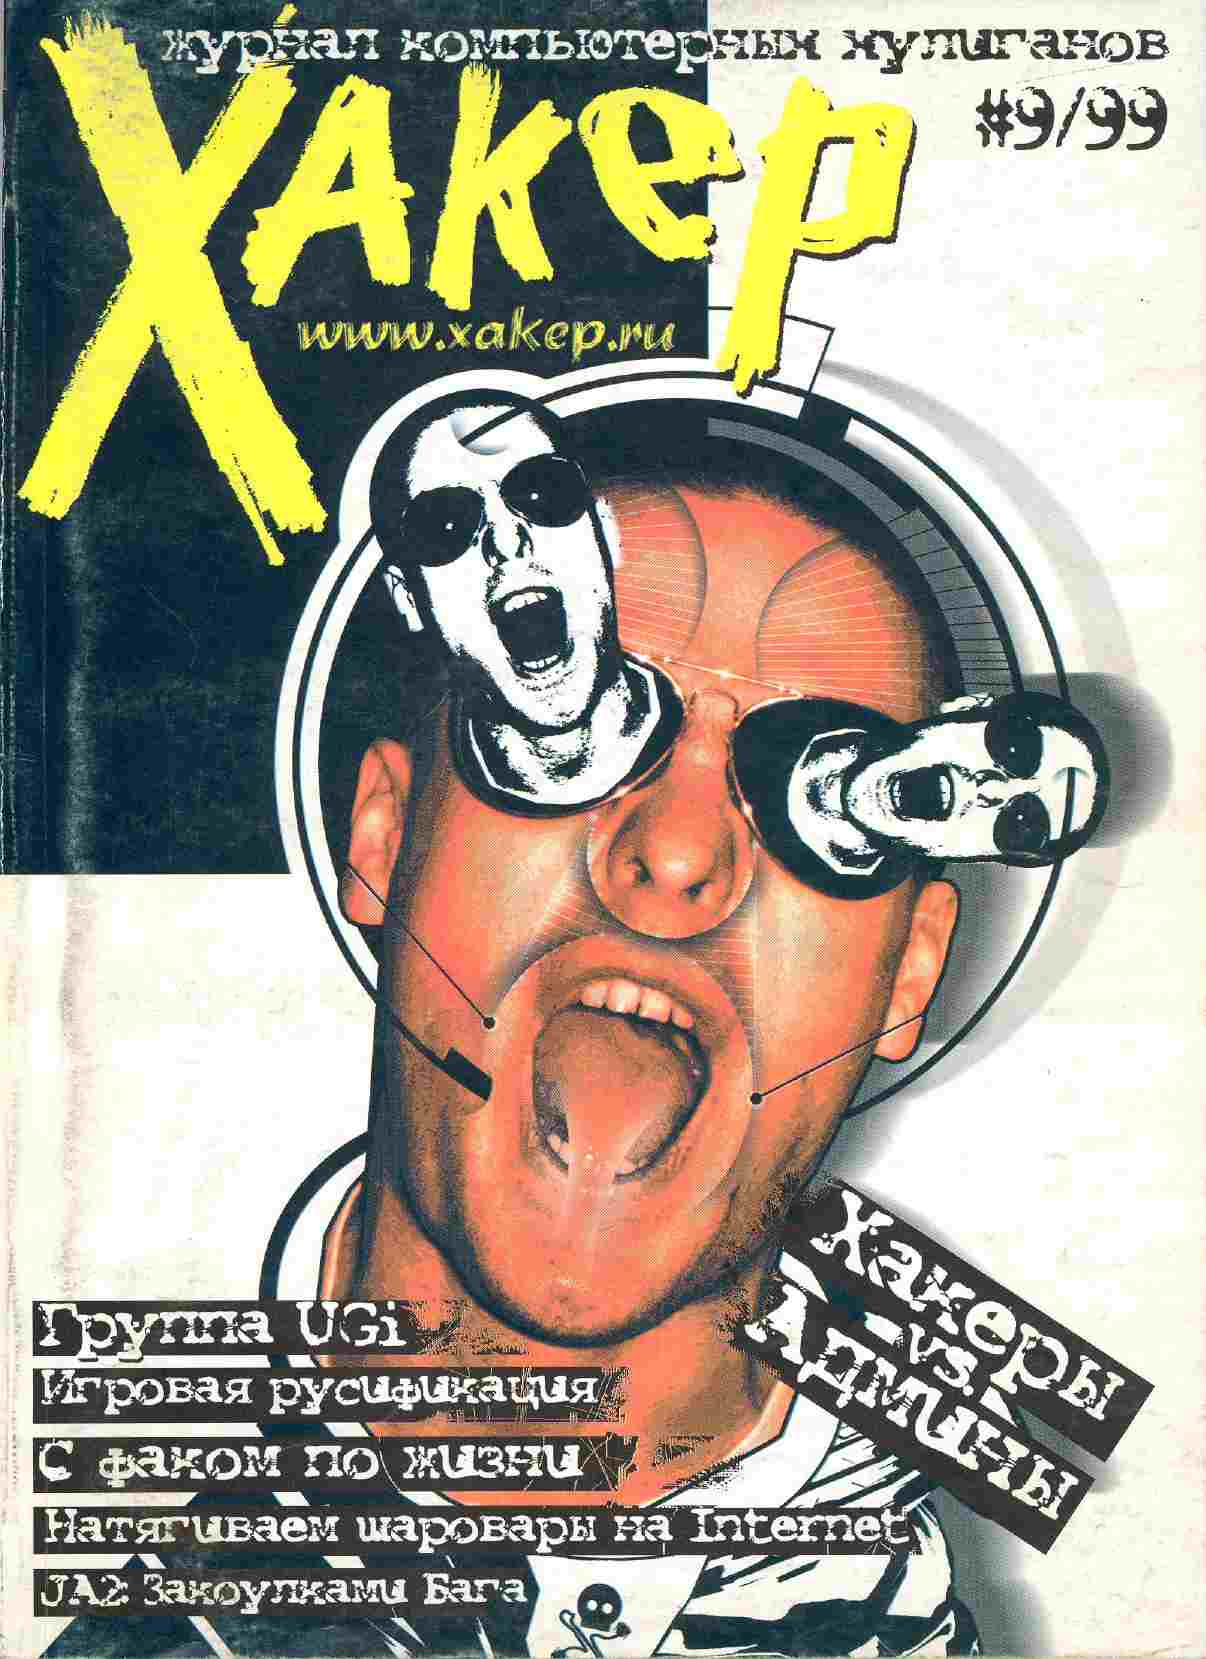 журнал компьютерных хулиганов
Хакер
#9/99
www.xakep.ru
Хакеры
vs.
Админы
Группа UGi
Игровая русификация
С факом по жизни
Натягиваем шаровары на Internet
JA2: Закоулками Бага